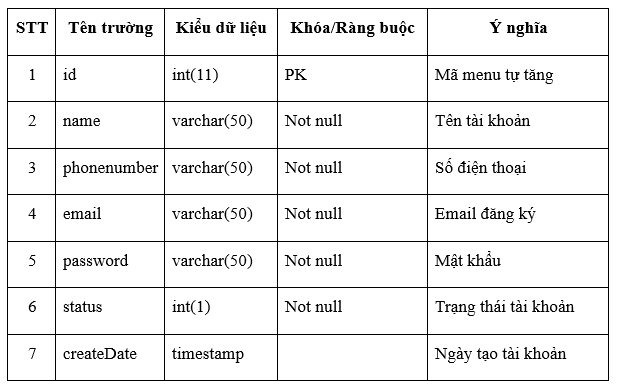 STT Tên trường Kiểu dữ liệu Khóa/Ràng buộc Ý nghĩa
1 id int(11) PK Mã menu tự tăng
2 name varchar(50) Not null Tên tài khoản
3 phonenumber varchar(50) Not null Số điện thoại
4 email varchar(50) Not null Email đăng ký
5 password varchar(50) Not null Mật khẩu
6 status int(1) Not null Trạng thái tài khoản
7 createDate timestamp Ngày tạo tài khoản